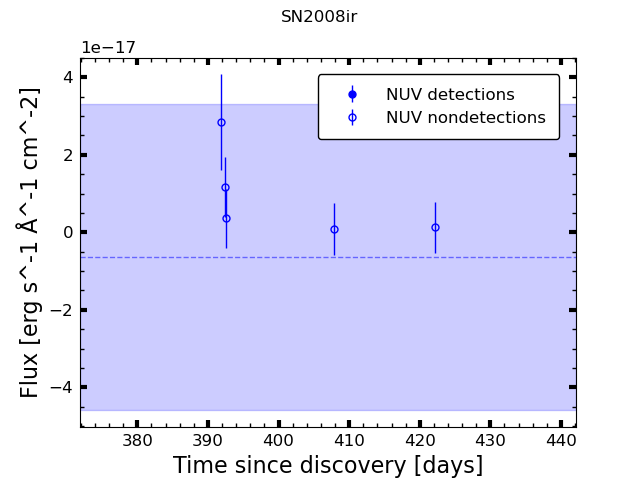 SN2008ir
1e−17
NUV detections
NUV nondetections
4
2
0
−2
−4
Flux [erg s^-1 Å^-1 cm^-2]
380 390 400 410 420 430 440
Time since discovery [days]